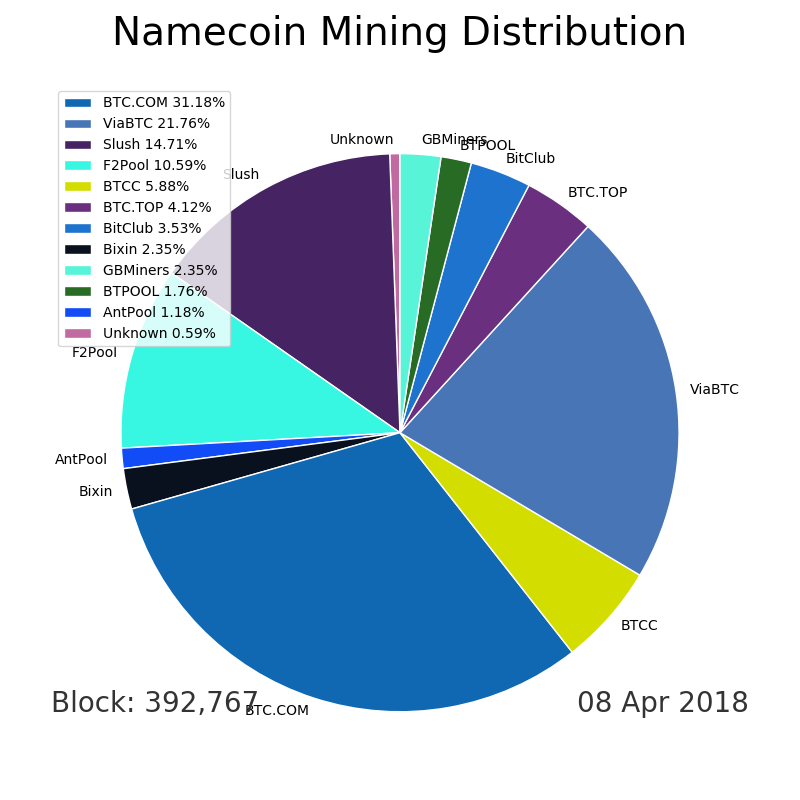 Namecoin Mining Distribution
BTC.COM 31.18%
ViaBTC 21.76%
Slush 14.71%
F2Pool 10.59%
BTCC 5.88%
BTC.TOP 4.12%
BitClub 3.53%
Bixin 2.35%
GBMiners 2.35%
BTPOOL 1.76%
AntPool 1.18%
Unknown 0.59%
Unknown
GBMiners
BTPOOL
BitClub
Slush
BTC.TOP
F2Pool
ViaBTC
AntPool
Bixin
BTCC
Block: 392,767
BTC.COM
08 Apr 2018